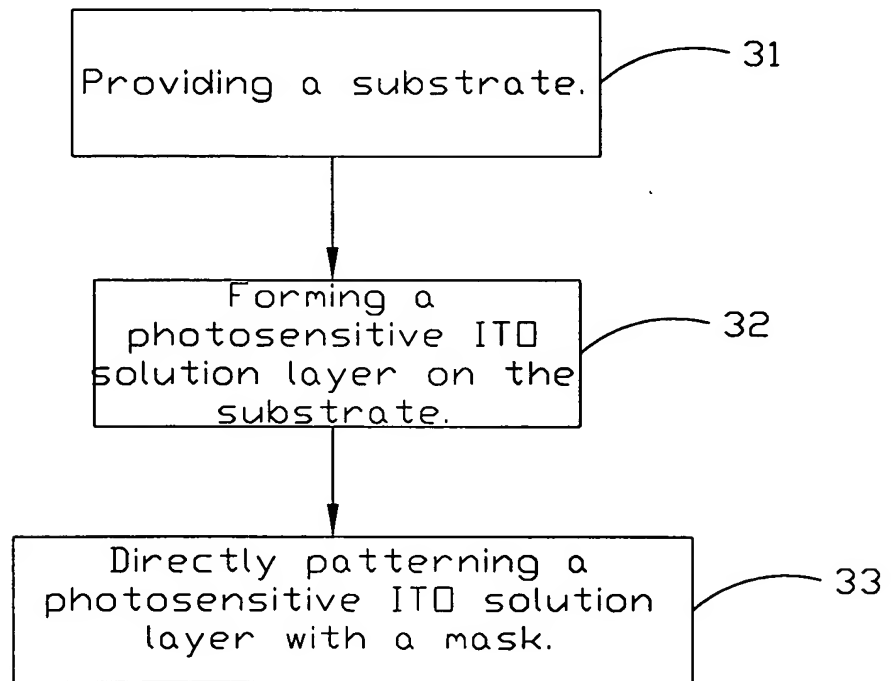 Providing a substrate.
31
Forming a
photosensitive ITO
solution layer on the
substrate.
32
Directly patterning a
photosensitive ITO solution
layer with a mask.
33